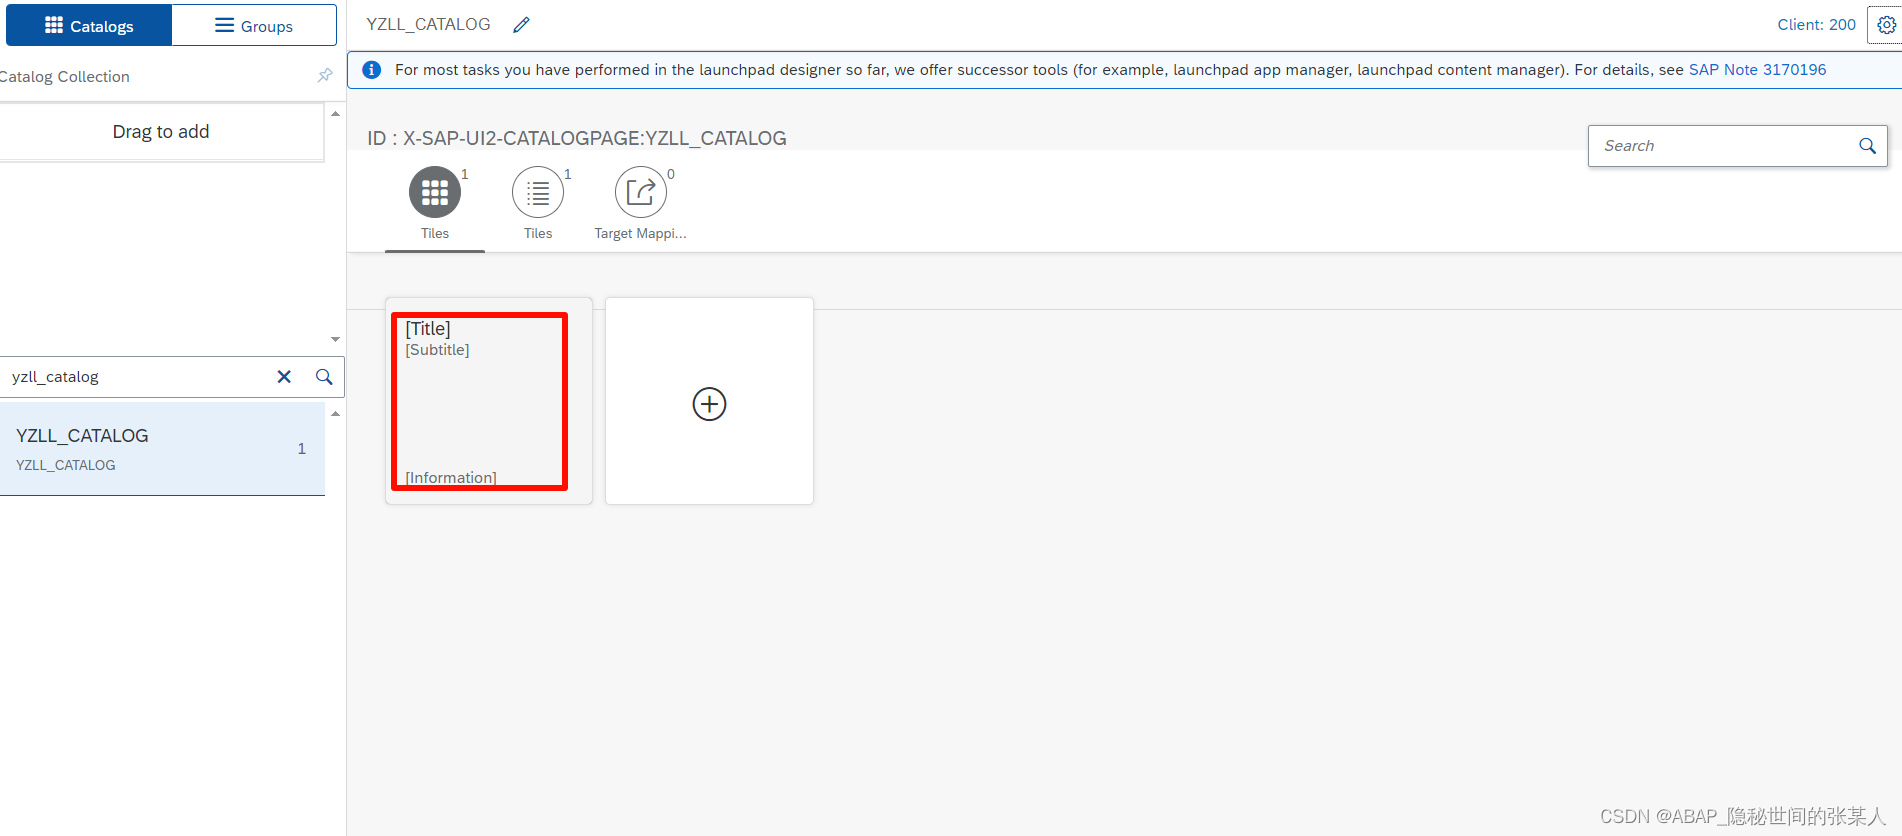 Catalogs
Groups
YZLL_CATALOG
Client: 200
Catalog Collection
For most tasks you have performed in the launchpad designer so far, we offer successor tools (for example, launchpad app manager, launchpad content manager). For details, see SAP Note 3170196
Drag to add
ID : X-SAP-UI2-CATALOGPAGE:YZLL_CATALOG
Search
1
1
0
Tiles
Tiles
Target Mappi...
[Title]
[Subtitle]
[Information]
yzll_catalog
YZLL_CATALOG
1
YZLL_CATALOG
CSDN @ABAP_隐秘世间的张某人